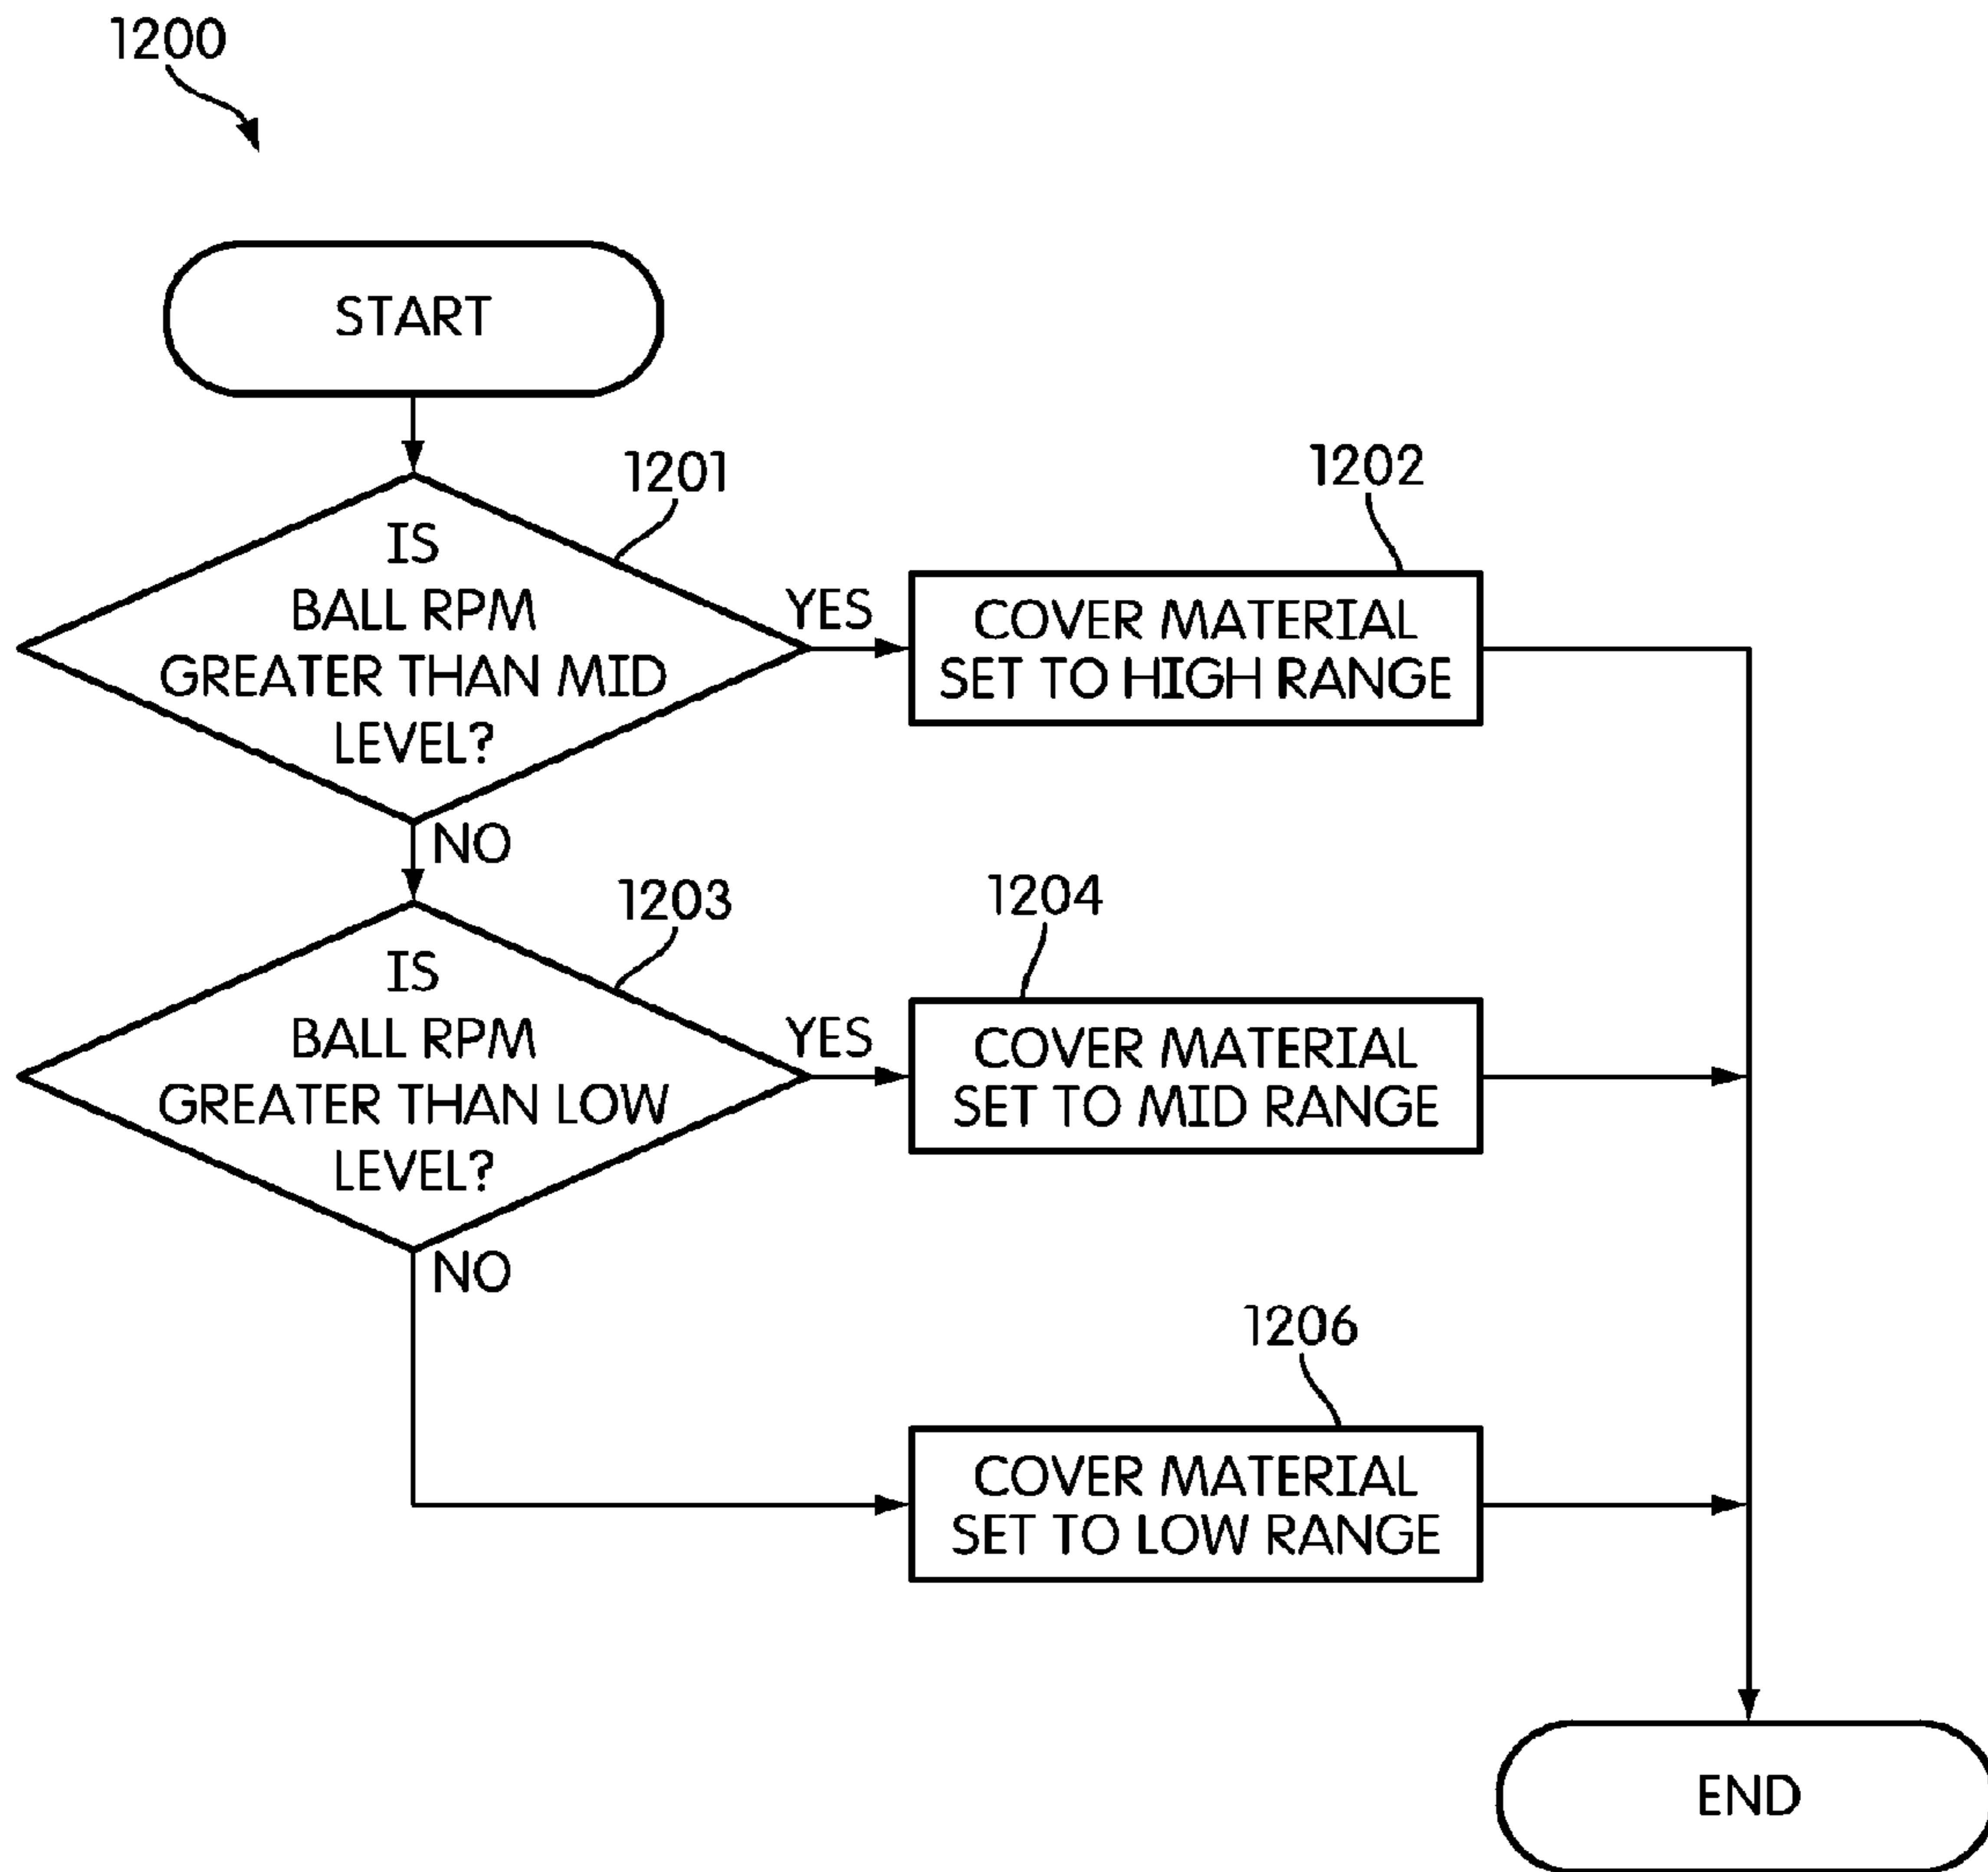 1200
START
1201
IS
BALL RPM
GREATER THAN MID
LEVEL?
YES
1202
COVER MATERIAL
SET TO HIGH RANGE
NO
1203
IS
BALL RPM
GREATER THAN LOW
LEVEL?
YES
1204
COVER MATERIAL
SET TO MID RANGE
NO
1206
COVER MATERIAL
SET TO LOW RANGE
END